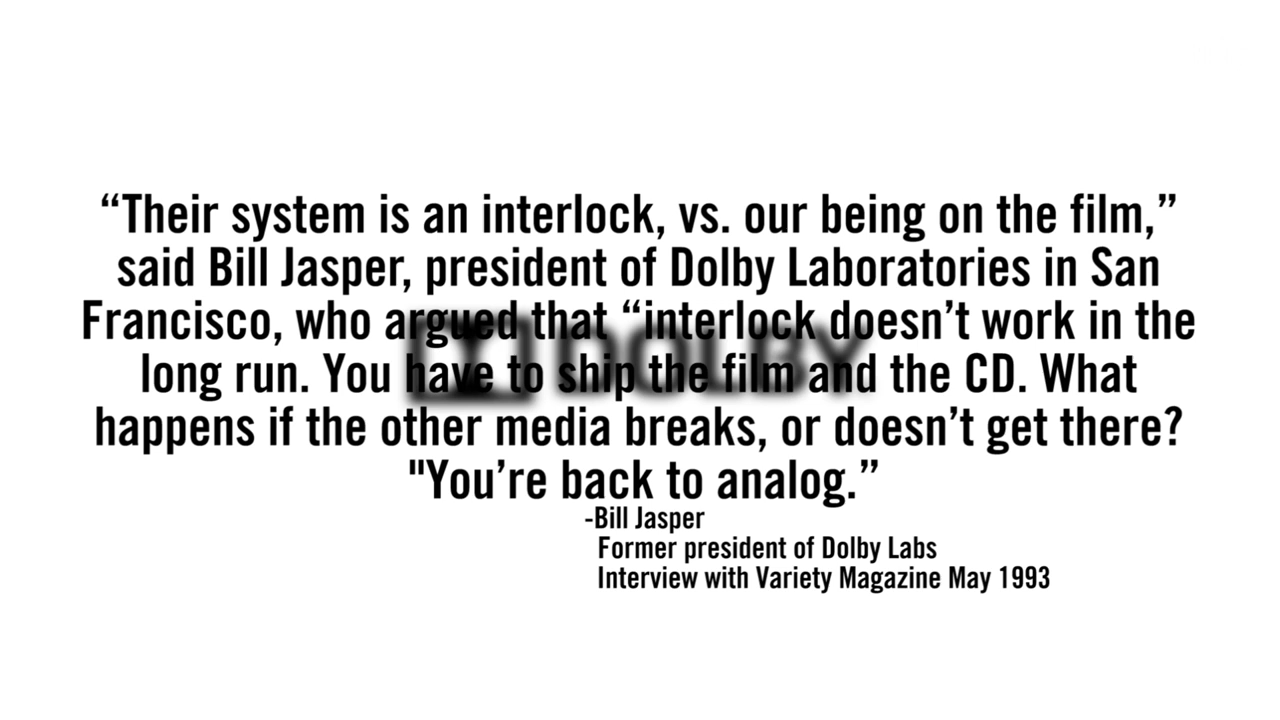 “Their system is an interlock, vs. our being on the film,”
said Bill Jasper, president of Dolby Laboratories in San
Francisco, who argued that “interlock doesn’t work in the
long run. You have to ship the film and the CD. What
happens if the other media breaks, or doesn’t get there?
"You’re back to analog.”
-Bill Jasper
Former president of Dolby Labs
Interview with Variety Magazine May 1993
DOLBY